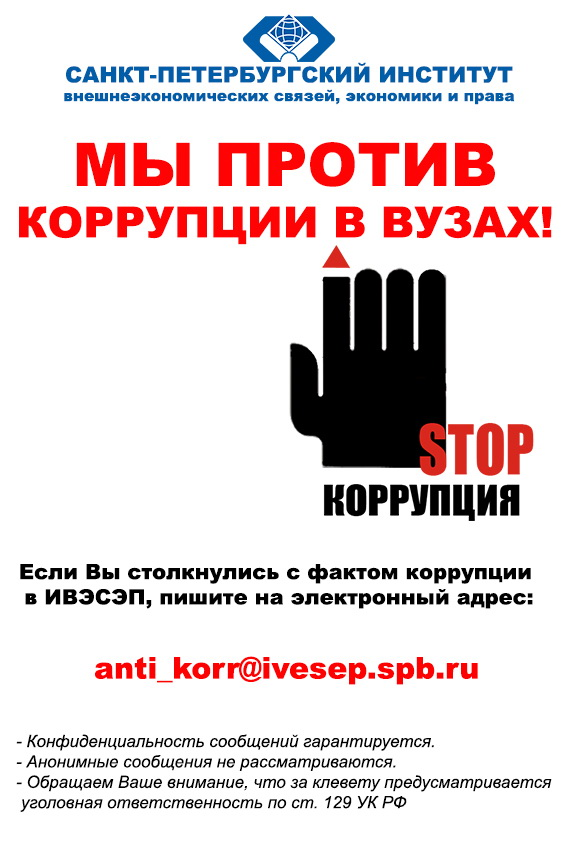 САНКТ-ПЕТЕРБУРГСКИЙ ИНСТИТУТ
внешнеэкономических связей, экономики и права
МЫ ПРОТИВ
КОРРУПЦИИ В ВУЗАХ!
STOP
КОРРУПЦИЯ
Если Вы столкнулись с фактом коррупции
в ИВЭСЭП, пишите на электронный адрес:
anti_korr@ivesep.spb.ru
- Конфиденциальность сообщений гарантируется.
- Анонимные сообщения не рассматриваются.
- Обращаем Ваше внимание, что за клевету предусматривается
уголовная ответственность по ст. 129 УК РФ